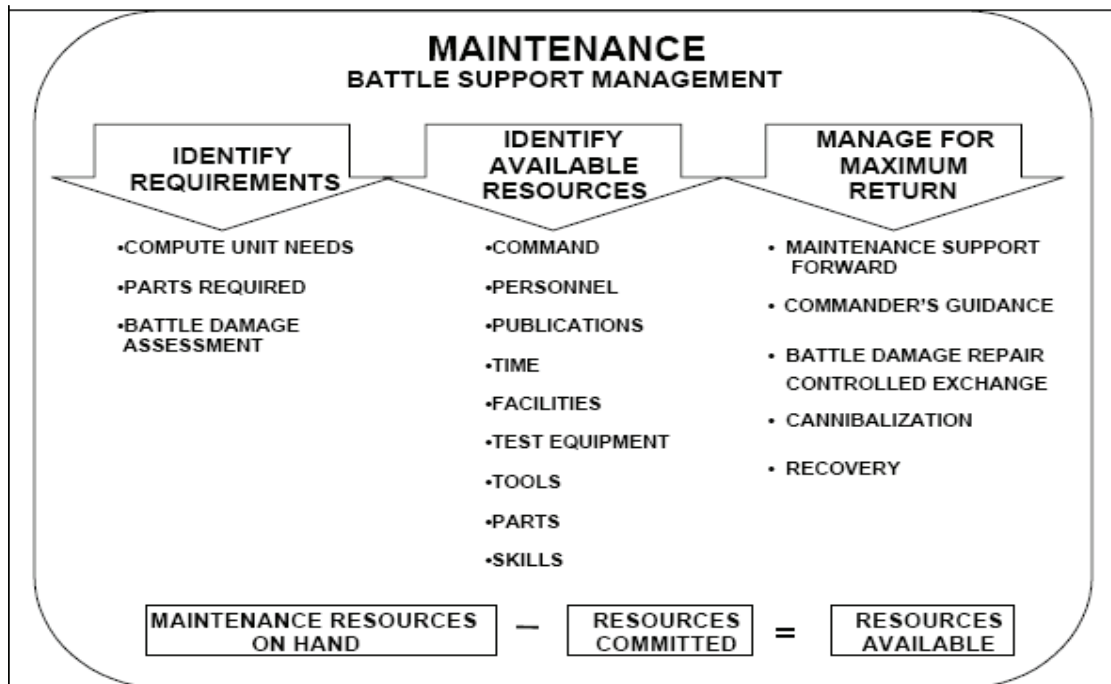 MAINTENANCE
BATTLE SUPPORT MANAGEMENT
IDENTIFY
REQUIREMENTS
•COMPUTE UNIT NEEDS
•PARTS REQUIRED
•BATTLE DAMAGE
ASSESSMENT
IDENTIFY
AVAILABLE
RESOURCES
•COMMAND
•PERSONNEL
•PUBLICATIONS
•TIME
•FACILITIES
•TEST EQUIPMENT
•TOOLS
•PARTS
•SKILLS
MANAGE FOR
MAXIMUM
RETURN
• MAINTENANCE SUPPORT
FORWARD
• COMMANDER'S GUIDANCE
• BATTLE DAMAGE REPAIR
CONTROLLED EXCHANGE
• CANNIBALIZATION
• RECOVERY
MAINTENANCE RESOURCES
ON HAND
–
RESOURCES
COMMITTED
=
RESOURCES
AVAILABLE